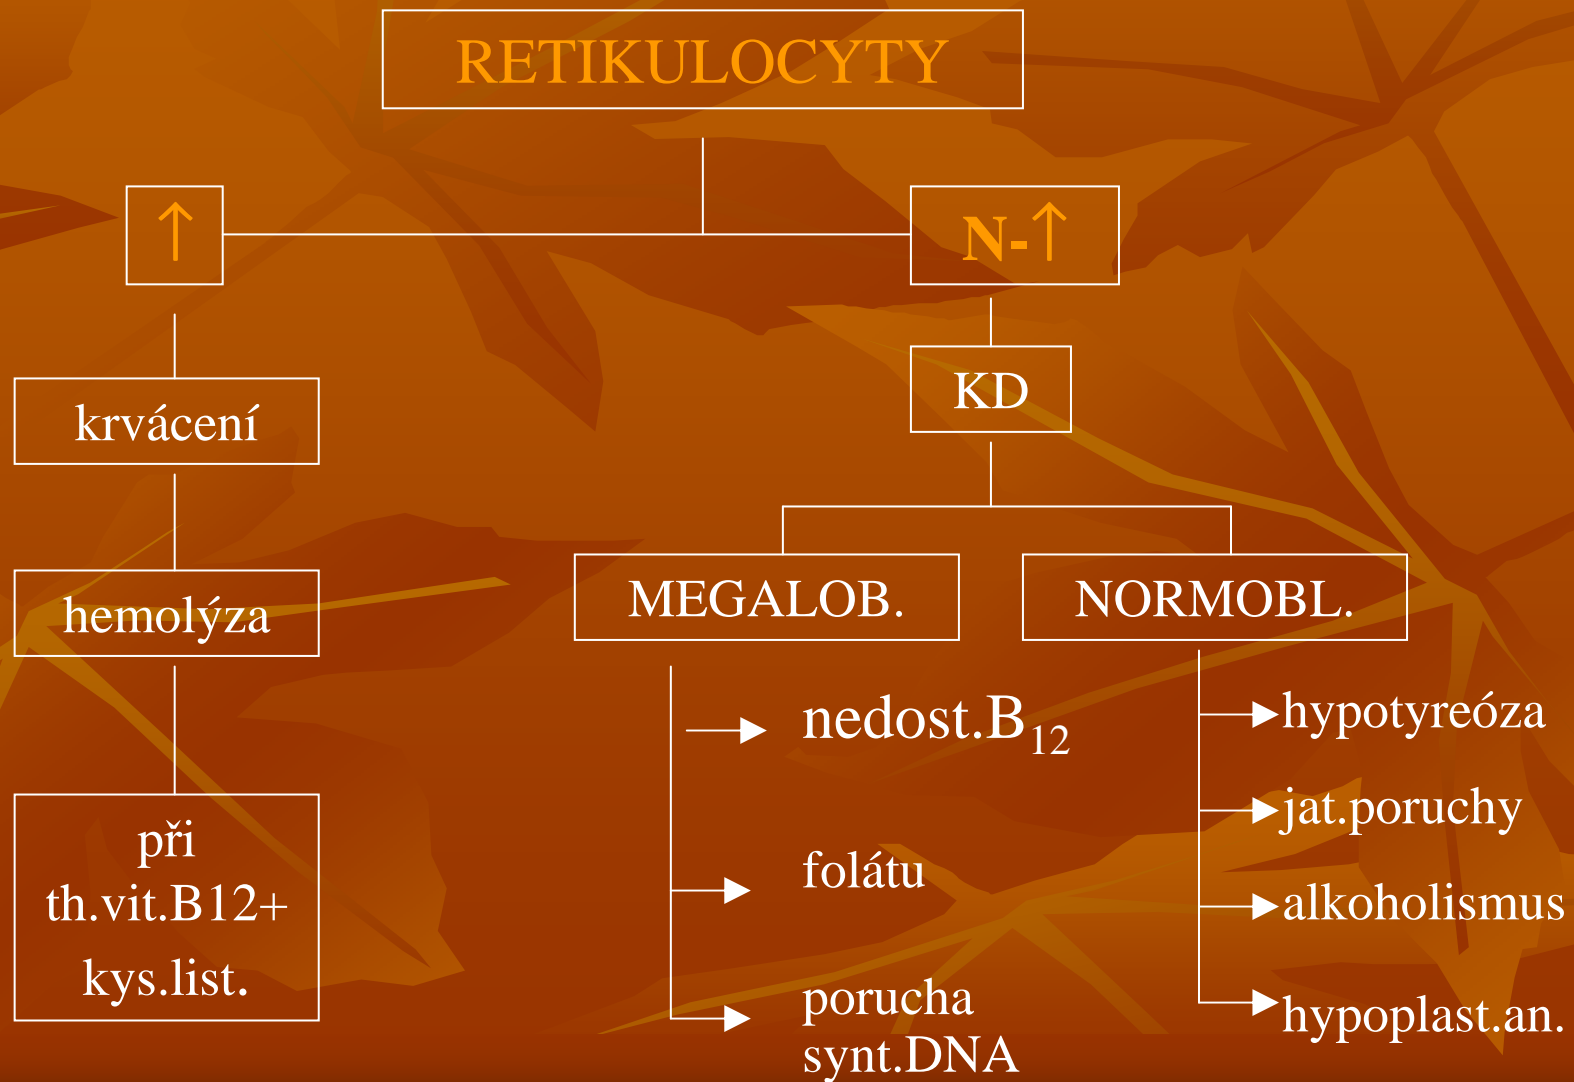 RETIKULOCYTY
↑
N-↑
krvácení
hemolýza
při
th.vit.B12+
kys.list.
KD
MEGALOB.
nedost.B₁₂
folátu
porucha
synt.DNA
NORMOBL.
hypotyreóza
jat.poruchy
alkoholismus
hypoplast.an.